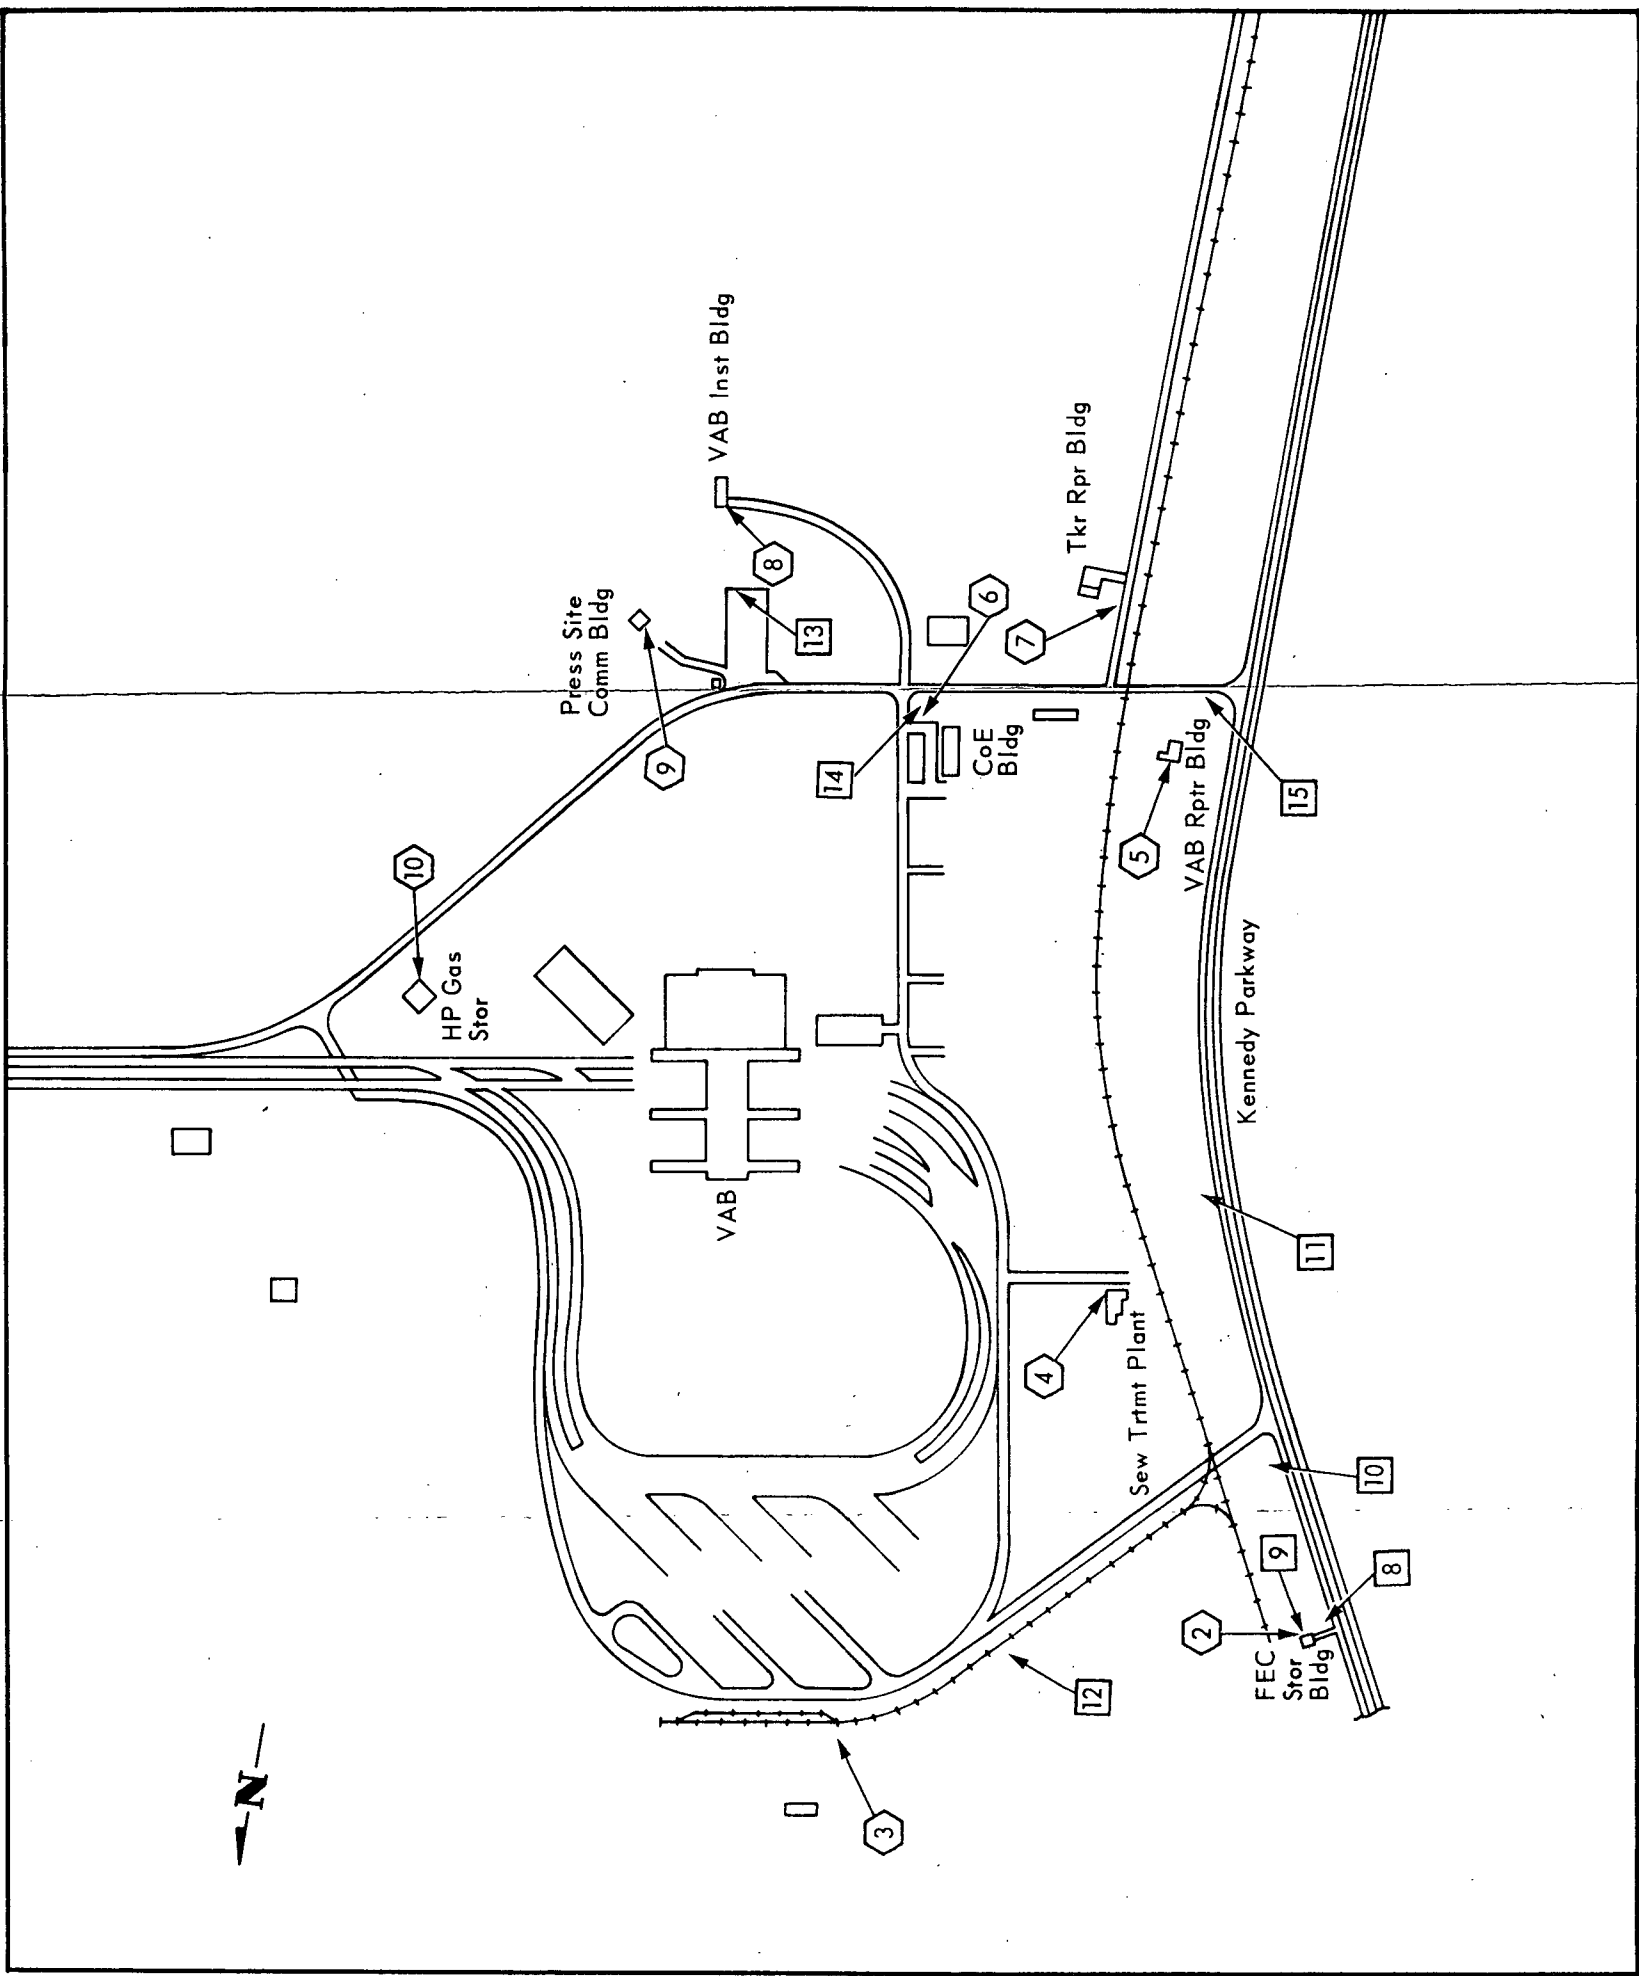 Press Site
Comm Bldg
VAB Inst Bldg
8
13
9
10
HP Gas
Stor
VAB
6
14
CoE
Bldg
7
Tkr Rpr Bldg
5
VAB Rptr Bldg
15
Kennedy Parkway
11
4
Sew Trtmt Plant
10
9
8
2
FEC
Stor
Bldg
12
3
N